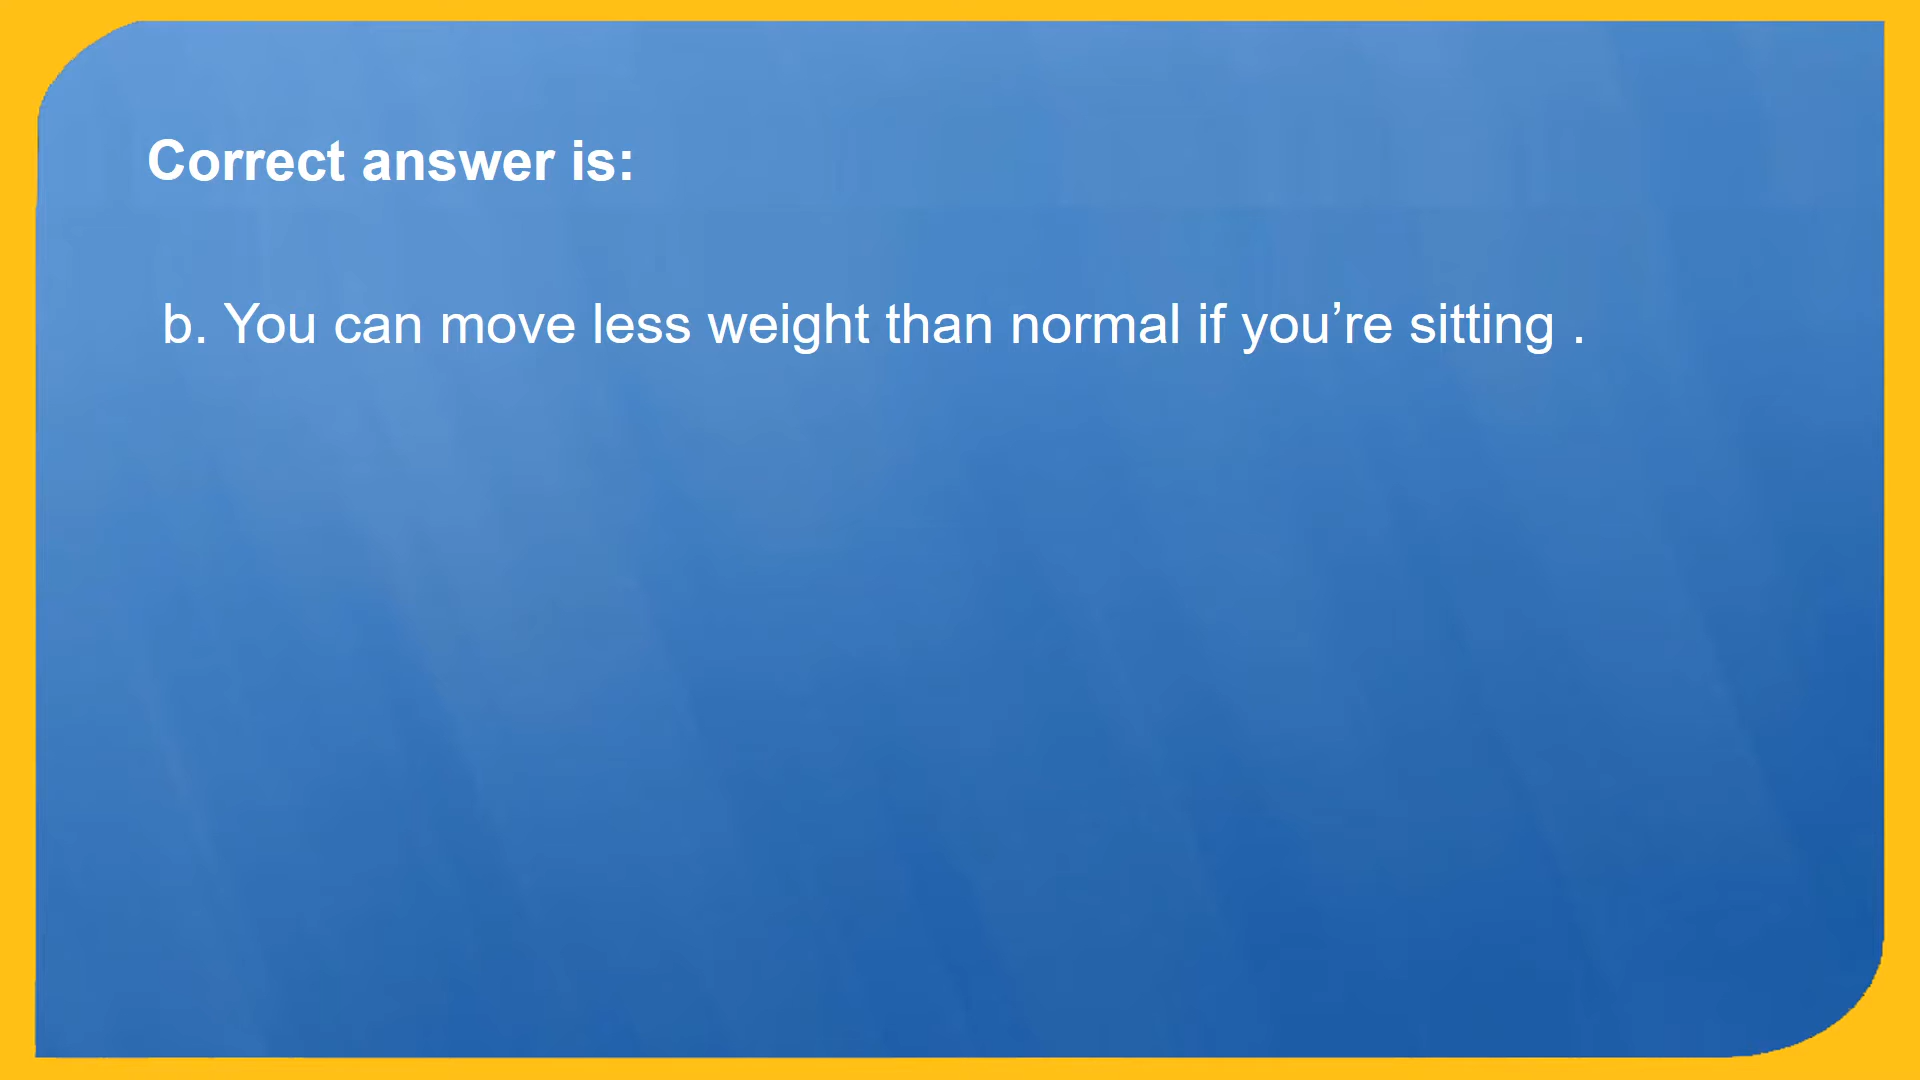 Correct answer is:
b. You can move less weight than normal if you’re sitting .